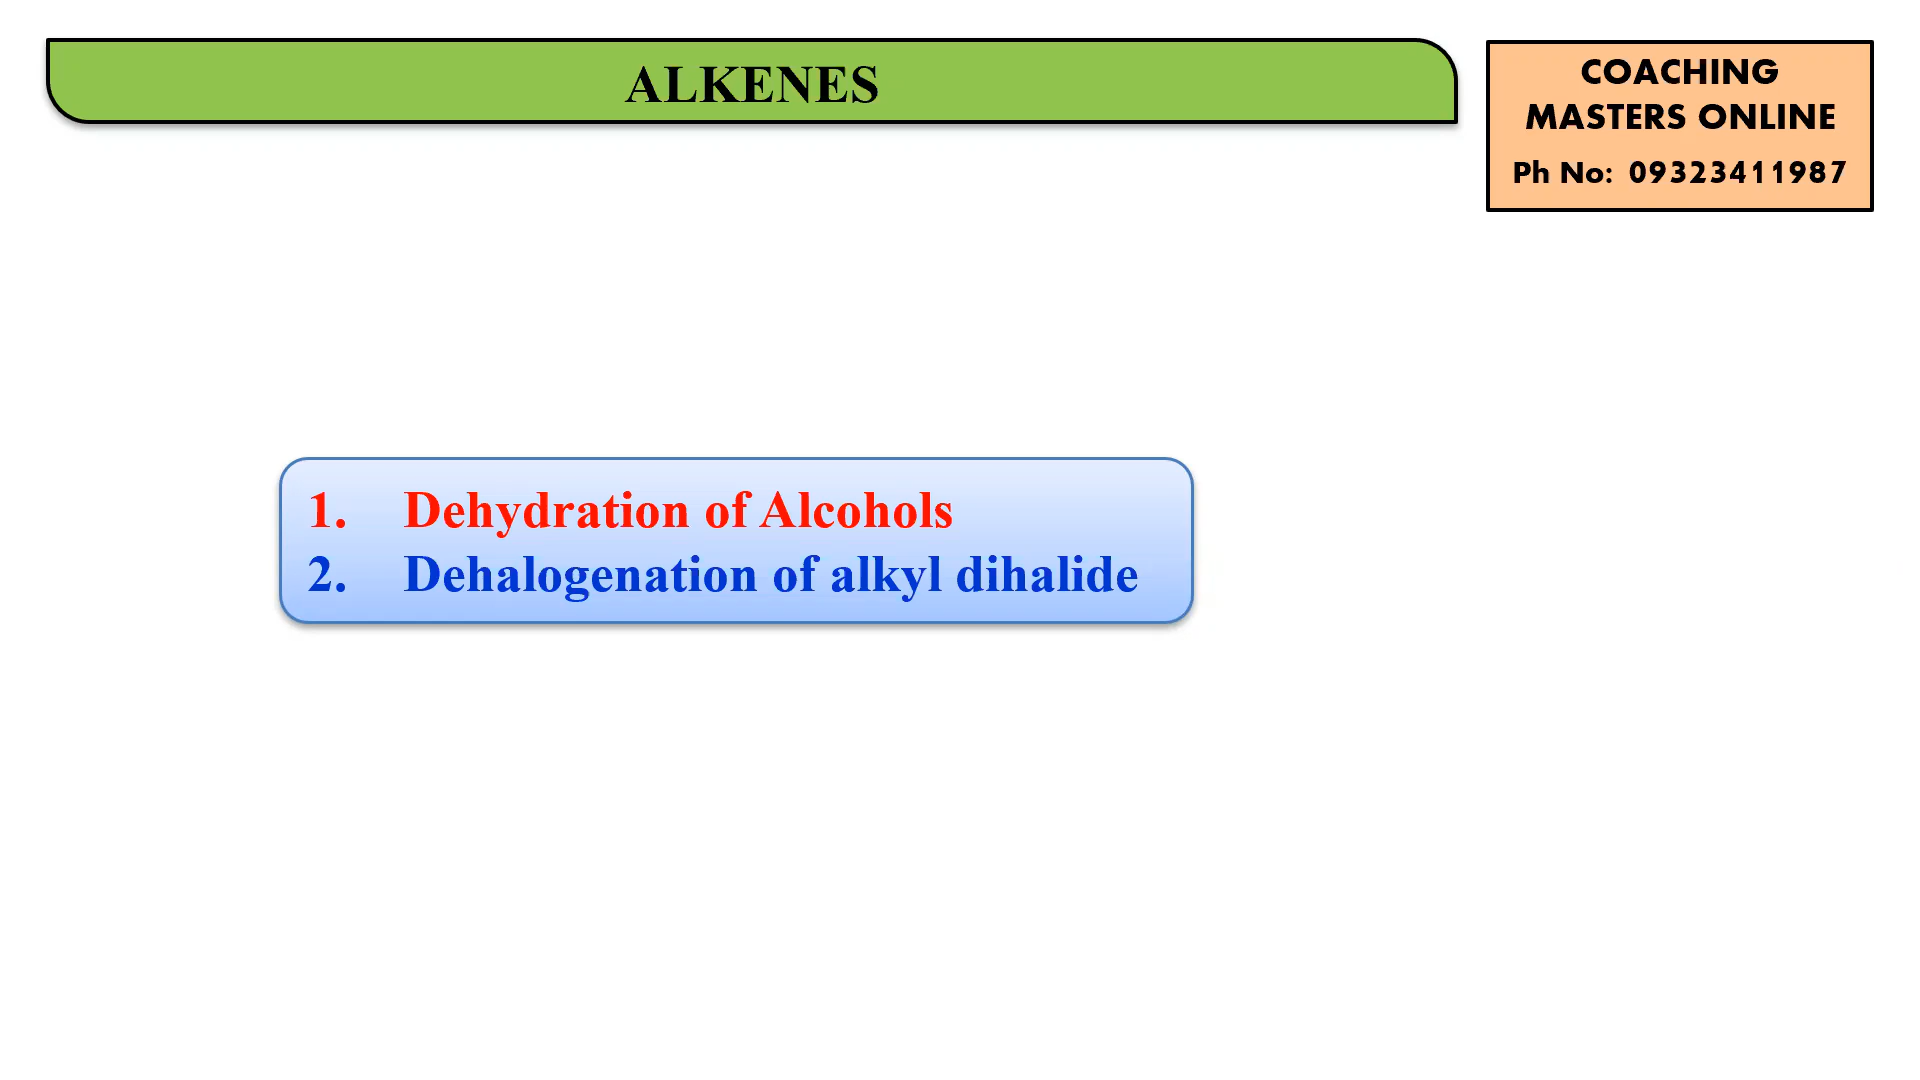 ALKENES
COACHING
MASTERS ONLINE
Ph No: 09323411987
1. Dehydration of Alcohols
2. Dehalogenation of alkyl dihalide